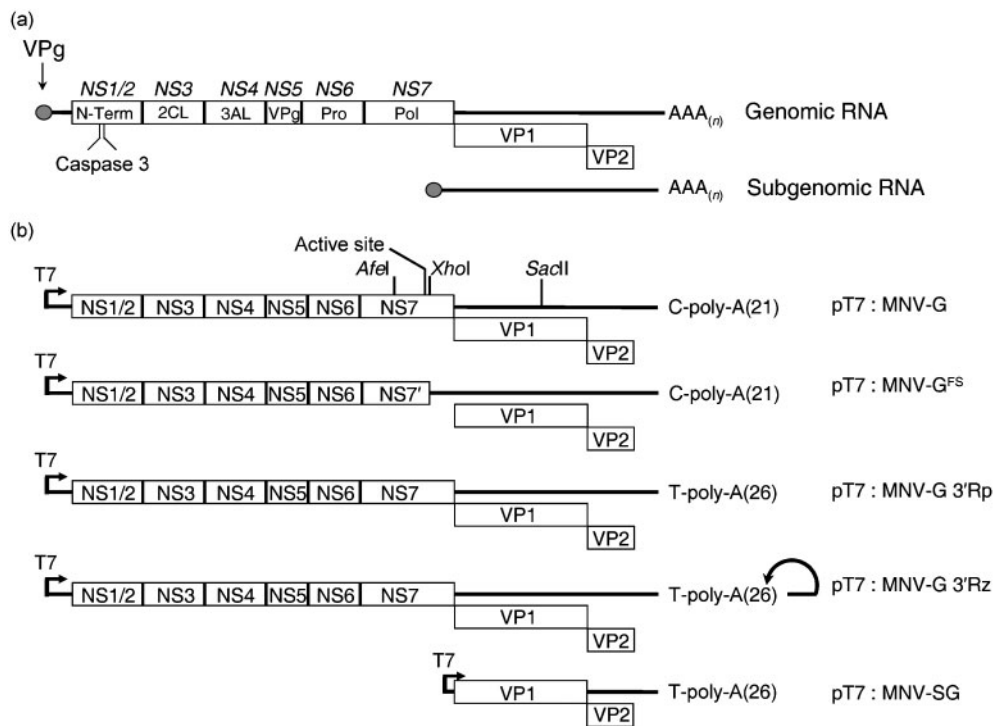 (a)
VPg
NS1/2 NS3 NS4 NS5 NS6 NS7
N-Term 2CL 3AL VPg Pro Pol
AAA(n) Genomic RNA
VP1
Caspase 3
VP2
AAA(n) Subgenomic RNA
(b)
Active site
AfeI XhoI SacII
T7
NS1/2 NS3 NS4 NS5 NS6 NS7
C-poly-A(21) pT7 : MNV-G
VP1
VP2
T7
NS1/2 NS3 NS4 NS5 NS6 NS7′
C-poly-A(21) pT7 : MNV-G^FS
VP1
VP2
T7
NS1/2 NS3 NS4 NS5 NS6 NS7
T-poly-A(26) pT7 : MNV-G 3′Rp
VP1
VP2
T7
NS1/2 NS3 NS4 NS5 NS6 NS7
T-poly-A(26) pT7 : MNV-G 3′Rz
VP1
VP2
T7
VP1
T-poly-A(26) pT7 : MNV-SG
VP2